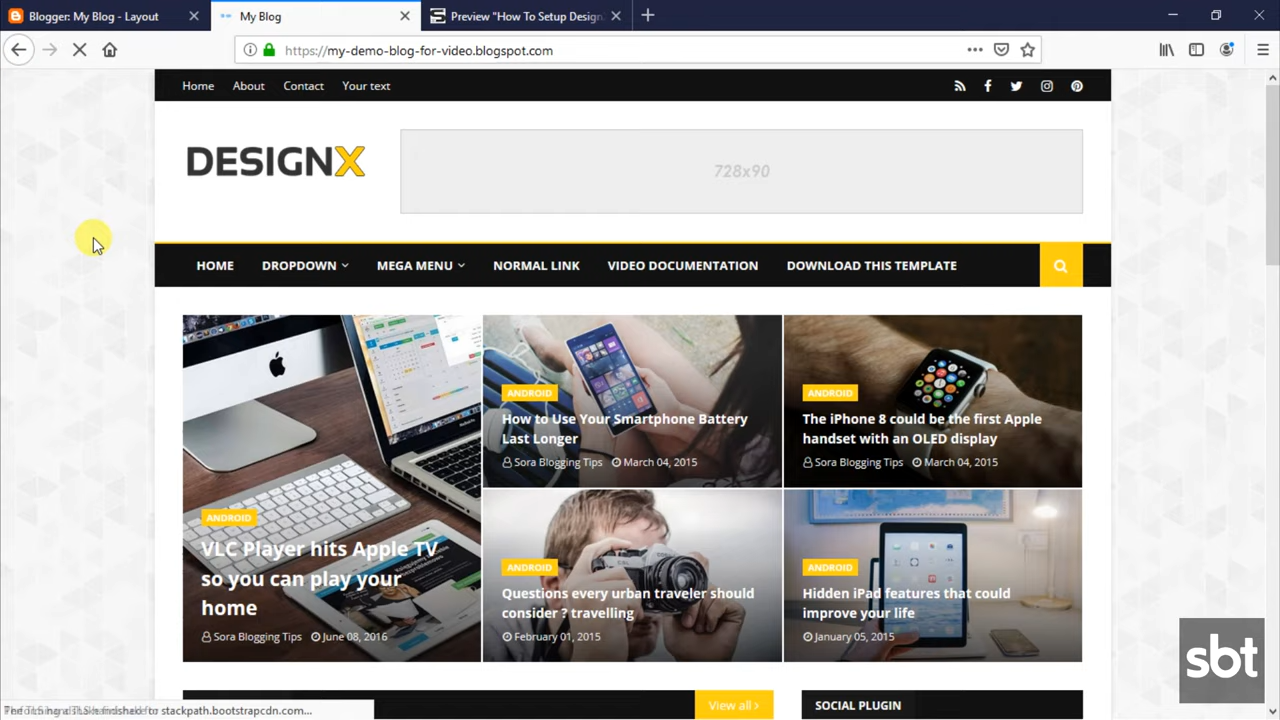 Blogger: My Blog - Layout
My Blog
Preview "How To Setup Design
https://my-demo-blog-for-video.blogspot.com
Home
About
Contact
Your text
DESIGNX
728x90
HOME
DROPDOWN
MEGA MENU
NORMAL LINK
VIDEO DOCUMENTATION
DOWNLOAD THIS TEMPLATE
ANDROID
VLC Player hits Apple TV
so you can play your
home
Sora Blogging Tips
June 08, 2016
ANDROID
How to Use Your Smartphone Battery
Last Longer
Sora Blogging Tips
March 04, 2015
ANDROID
The iPhone 8 could be the first Apple
handset with an OLED display
Sora Blogging Tips
March 04, 2015
ANDROID
Questions every urban traveler should
consider ? travelling
February 01, 2015
ANDROID
Hidden iPad features that could
improve your life
January 05, 2015
sbt
View all
SOCIAL PLUGIN
to stackpath.bootstrapcdn.com...